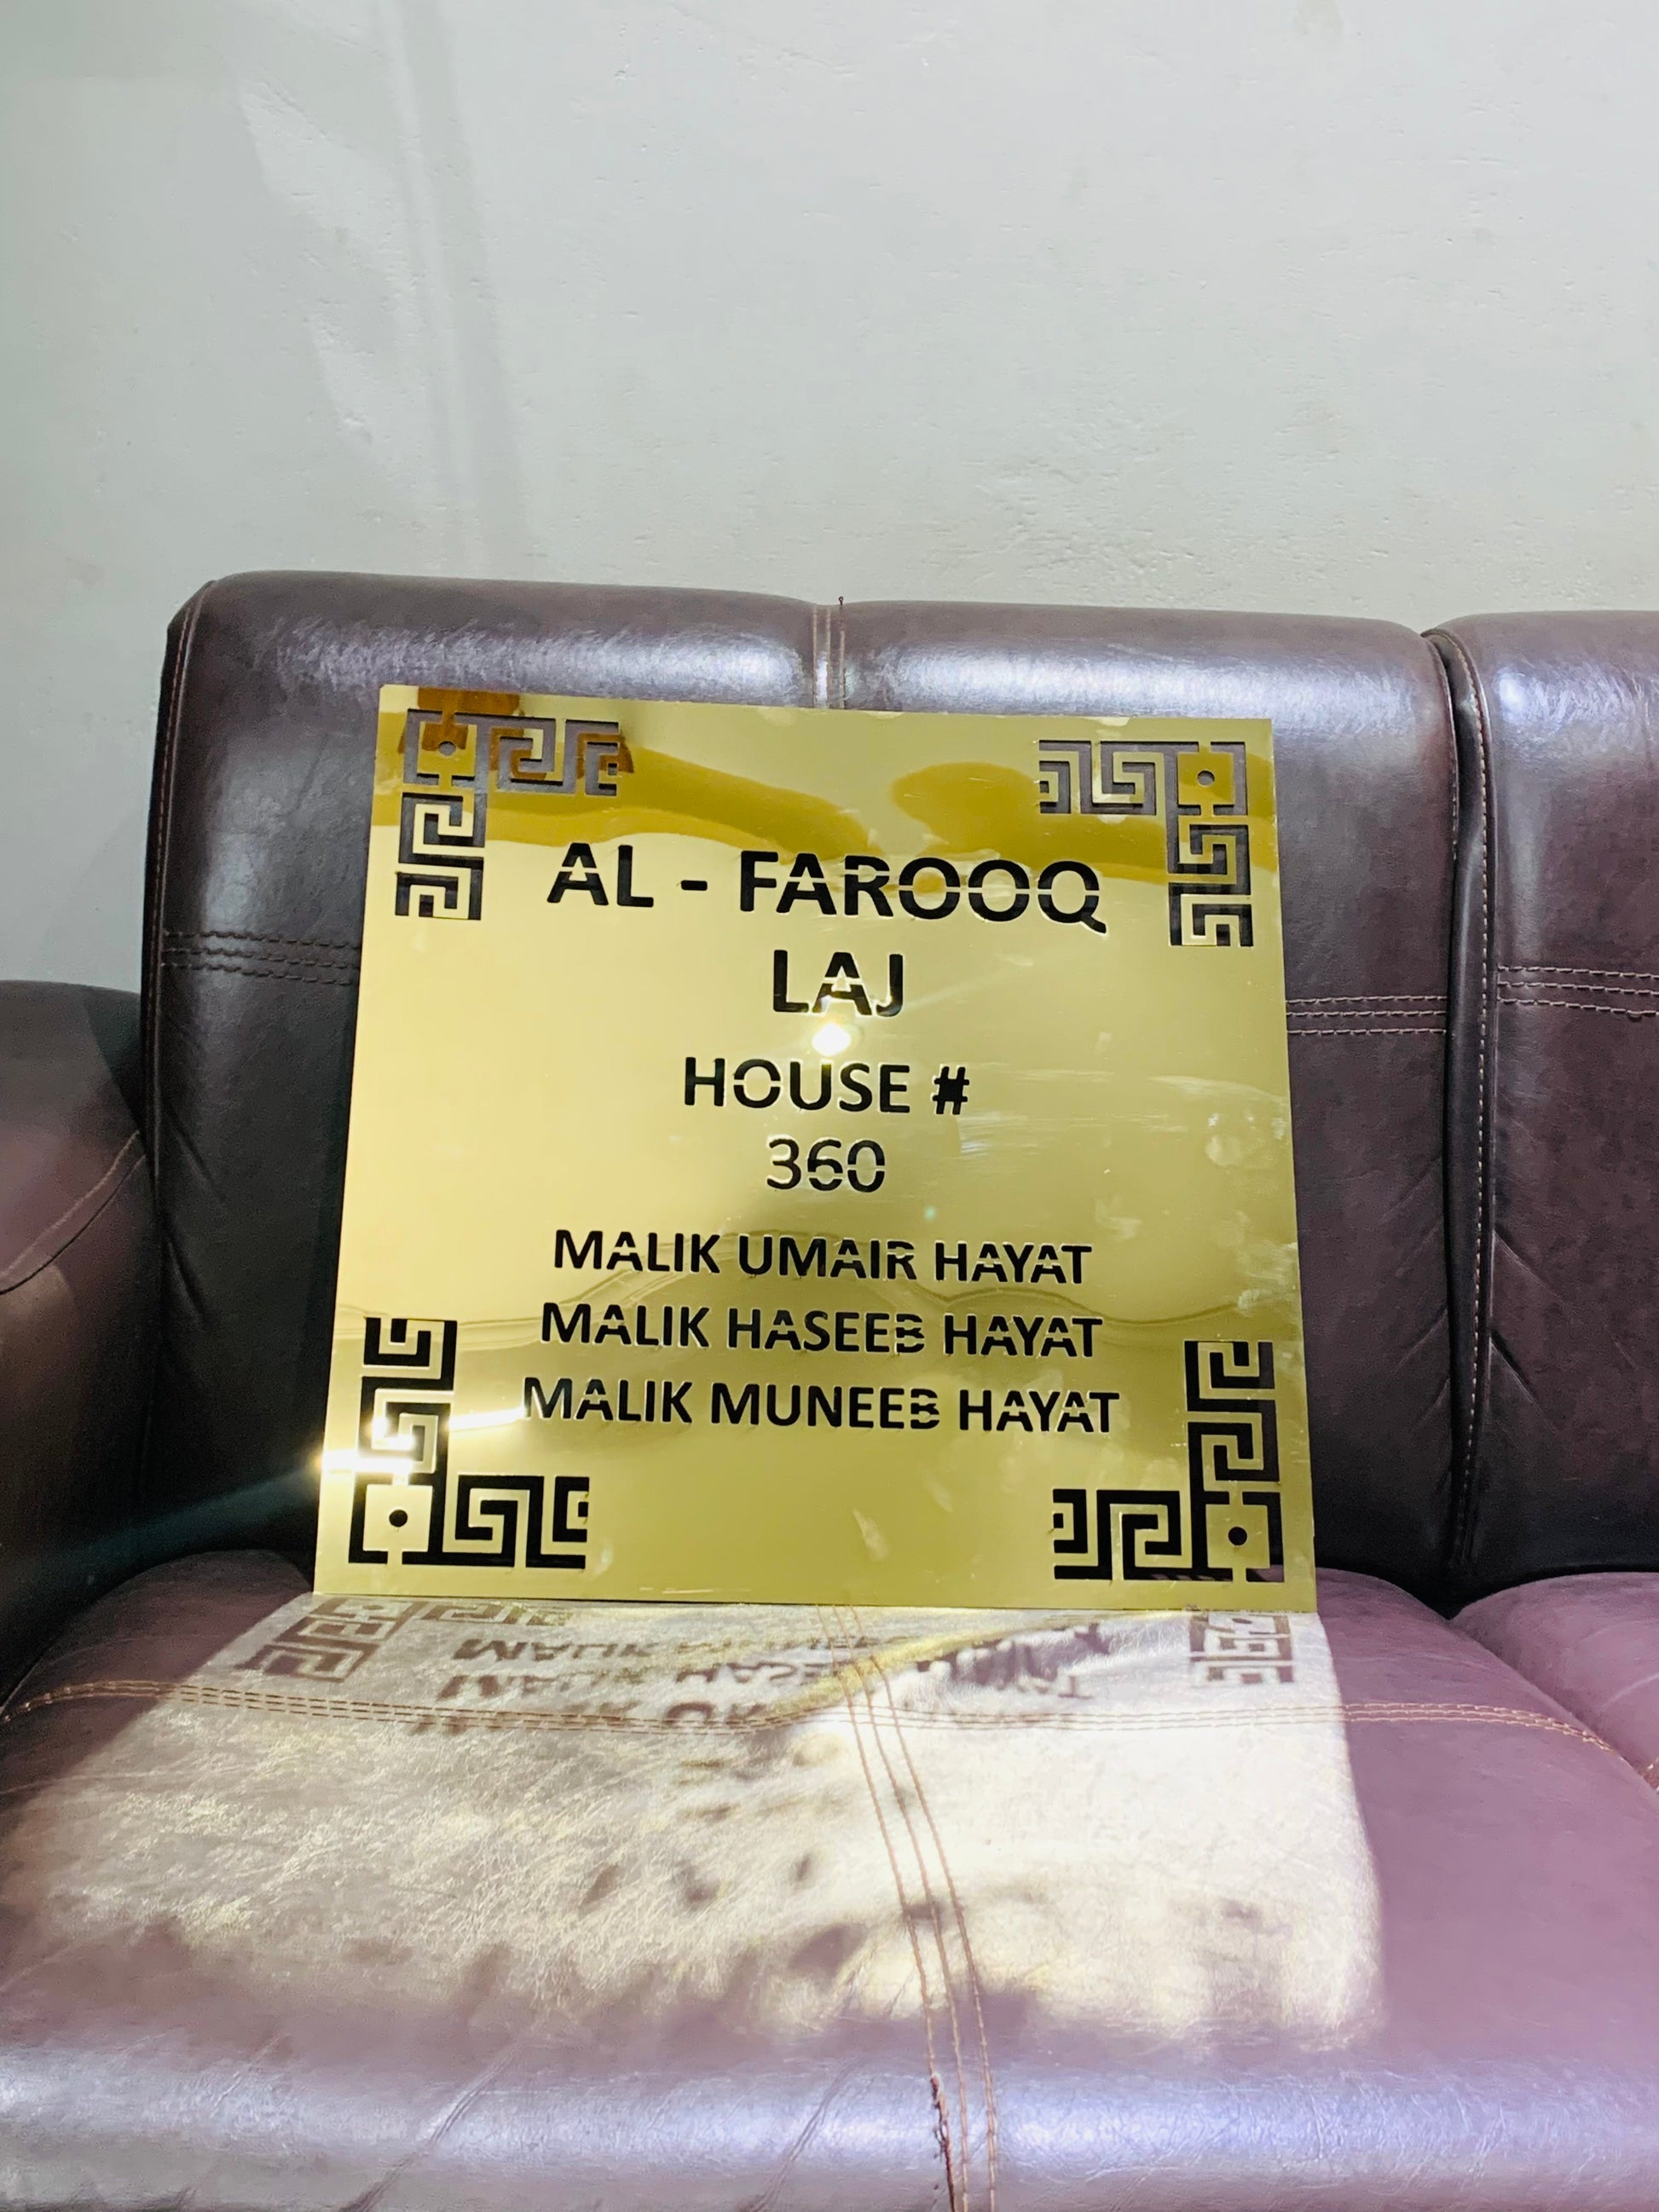 AL - FAROOQ
LAJ
HOUSE #
360
MALIK UMAIR HAYAT
MALIK HASEEB HAYAT
MALIK MUNEEB HAYAT